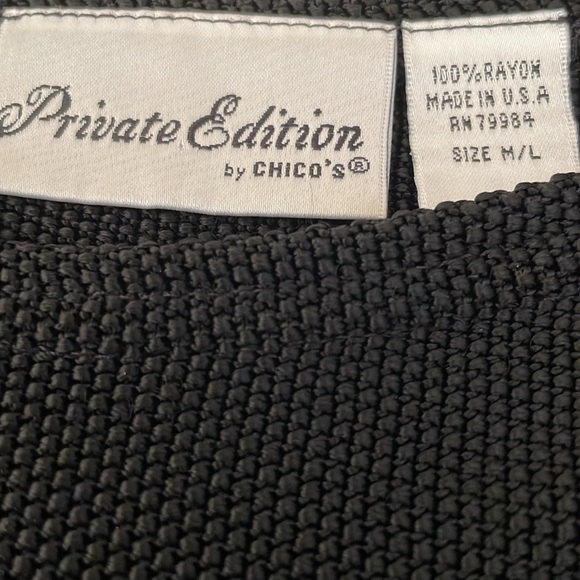 Private Edition
by CHICO'S®
100% RAYON
MADE IN U.S.A
RN 79984
SIZE M/L